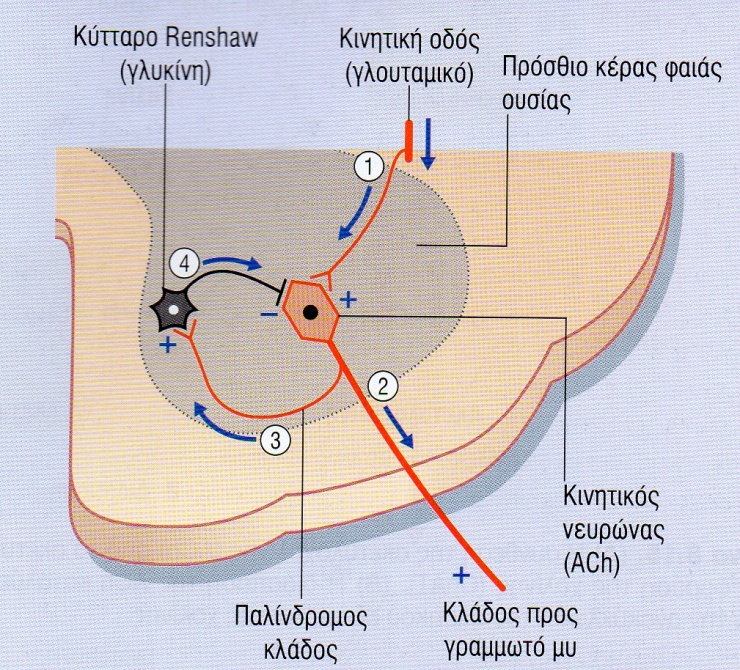 Κύτταρο Renshaw
(γλυκίνη)
Κινητική οδός
(γλουταμικό)
Πρόσθιο κέρας φαιάς
ουσίας
1
4
+
−
+
2
3
Κινητικός
νευρώνας
(ACh)
+
Παλίνδρομος
κλάδος
Κλάδος προς
γραμμωτό μυ